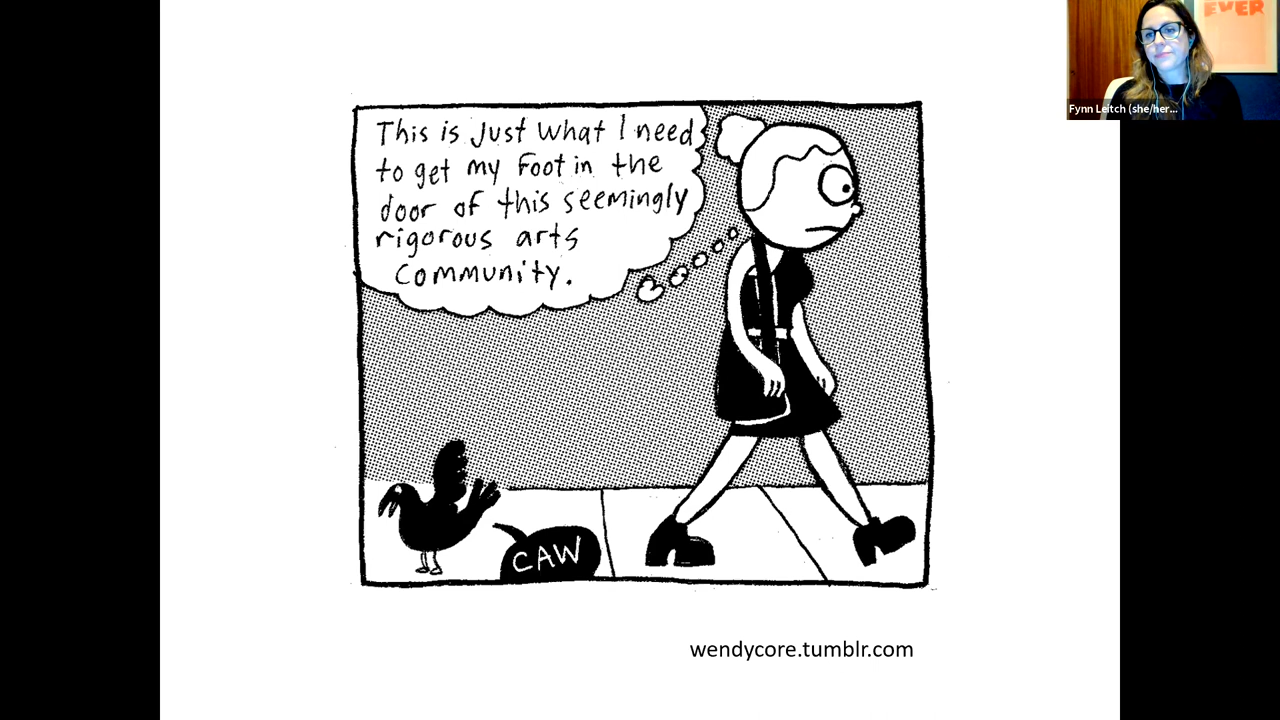 This is just what I need
to get my foot in the
door of this seemingly
rigorous arts
community.
CAW
wendycore.tumblr.com
EVER
Fynn Leitch (she/her...